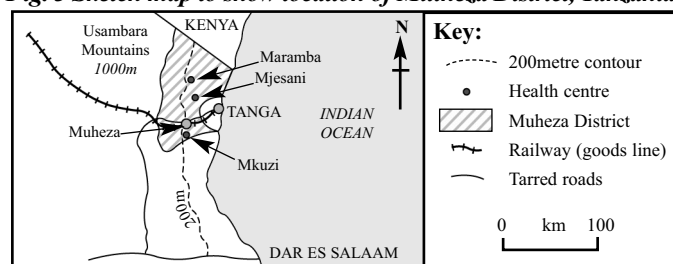 Fig. 3 Sketch map to show location of Muheza District, Tanzania
KENYA
Usambara
Mountains
1000m
Maramba
Mjesani
TANGA
Muheza
Mkuzi
INDIAN
OCEAN
N
200m
DAR ES SALAAM
Key:
200metre contour
Health centre
Muheza District
Railway (goods line)
Tarred roads
0 km 100